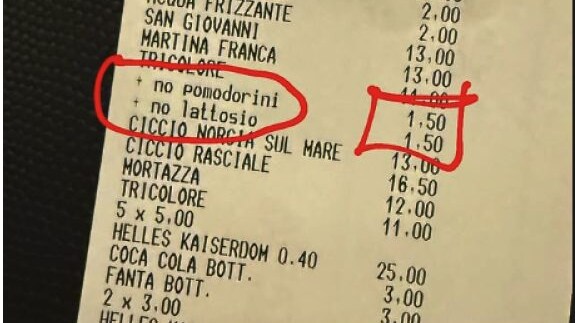 2,00
ACQUA FRIZZANTE 2,00
SAN GIOVANNI 13,00
MARTINA FRANCA 13,00
TRICOLORE 11,00
+ no pomodorini 1,50
+ no lattosio 1,50
CICCIO NORCIA SUL MARE 13,00
CICCIO RASCIALE 16,50
MORTAZZA 12,00
TRICOLORE 11,00
5 x 5,00
HELLES KAISERDOM 0.40 25,00
COCA COLA BOTT. 3,00
FANTA BOTT. 3,00
2 x 3,00
HELLES